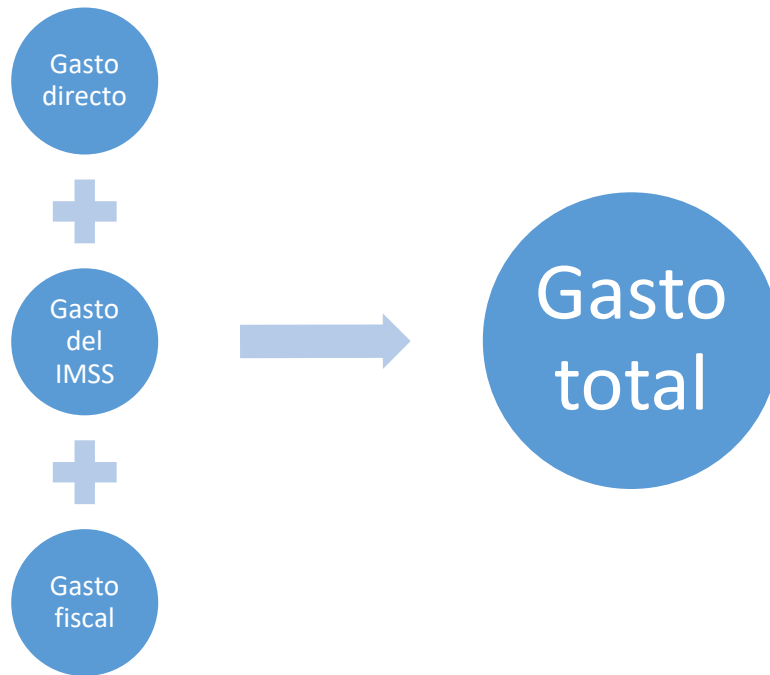 Gasto
directo
Gasto
del
IMSS
Gasto
fiscal
Gasto
total